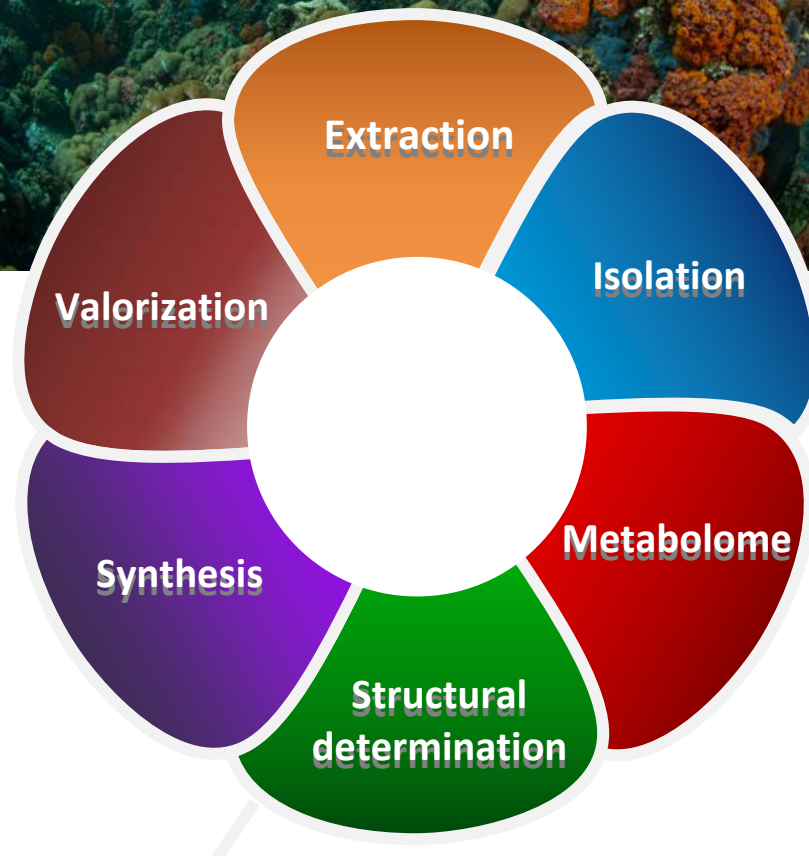 Extraction
Isolation
Metabolome
Structural
determination
Synthesis
Valorization